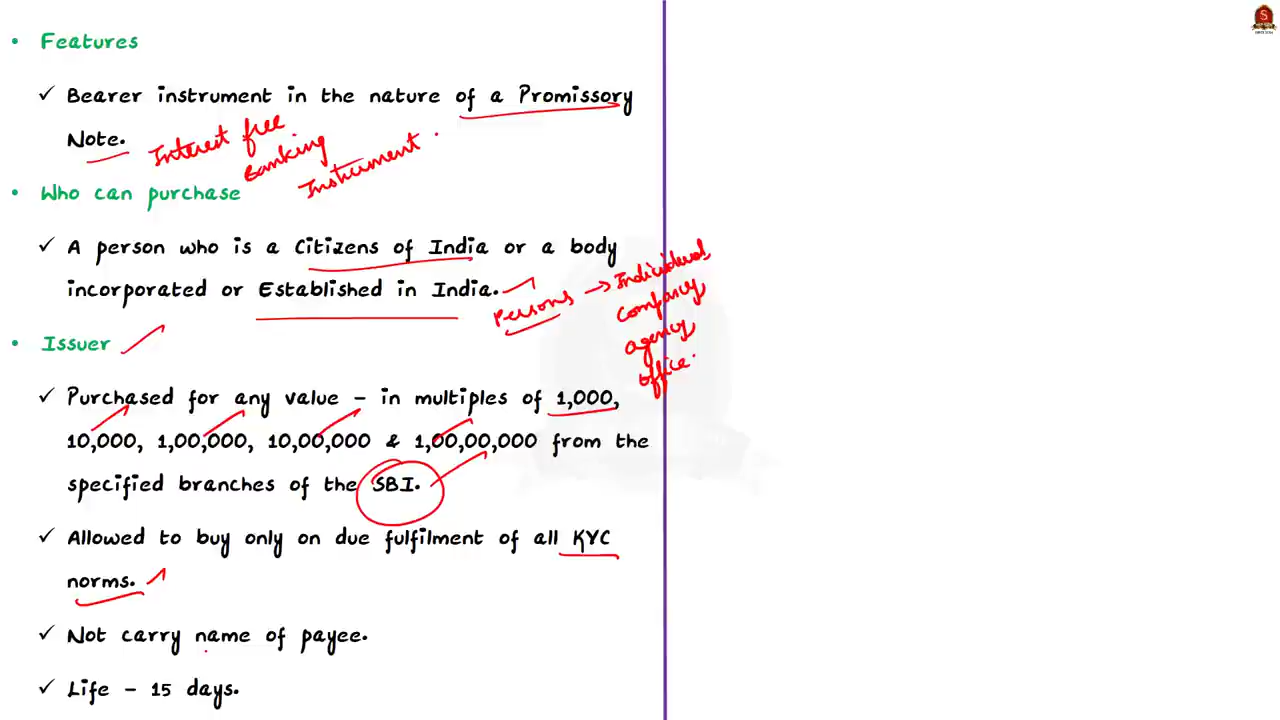 • Features
✓ Bearer instrument in the nature of a Promissory
Note.
Interest free
Banking
Instrument.
• Who can purchase
✓ A person who is a Citizens of India or a body
incorporated or Established in India.
Persons → Individual,
Company,
agency,
office.
• Issuer
✓ Purchased for any value – in multiples of 1,000,
10,000, 1,00,000, 10,00,000 & 1,00,00,000 from the
specified branches of the SBI.
✓ Allowed to buy only on due fulfilment of all KYC
norms.
✓ Not carry name of payee.
✓ Life – 15 days.